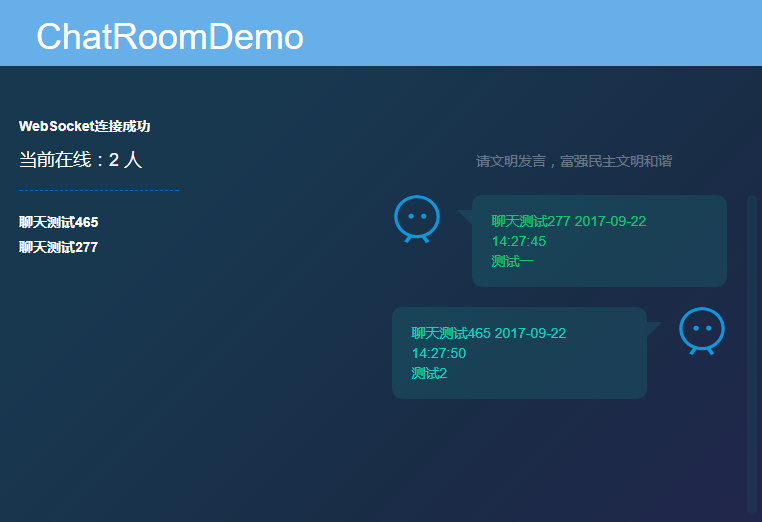 ChatRoomDemo
WebSocket连接成功
当前在线：2 人
聊天测试465
聊天测试277
请文明发言，富强民主文明和谐
聊天测试277 2017-09-22
14:27:45
测试一
聊天测试465 2017-09-22
14:27:50
测试2